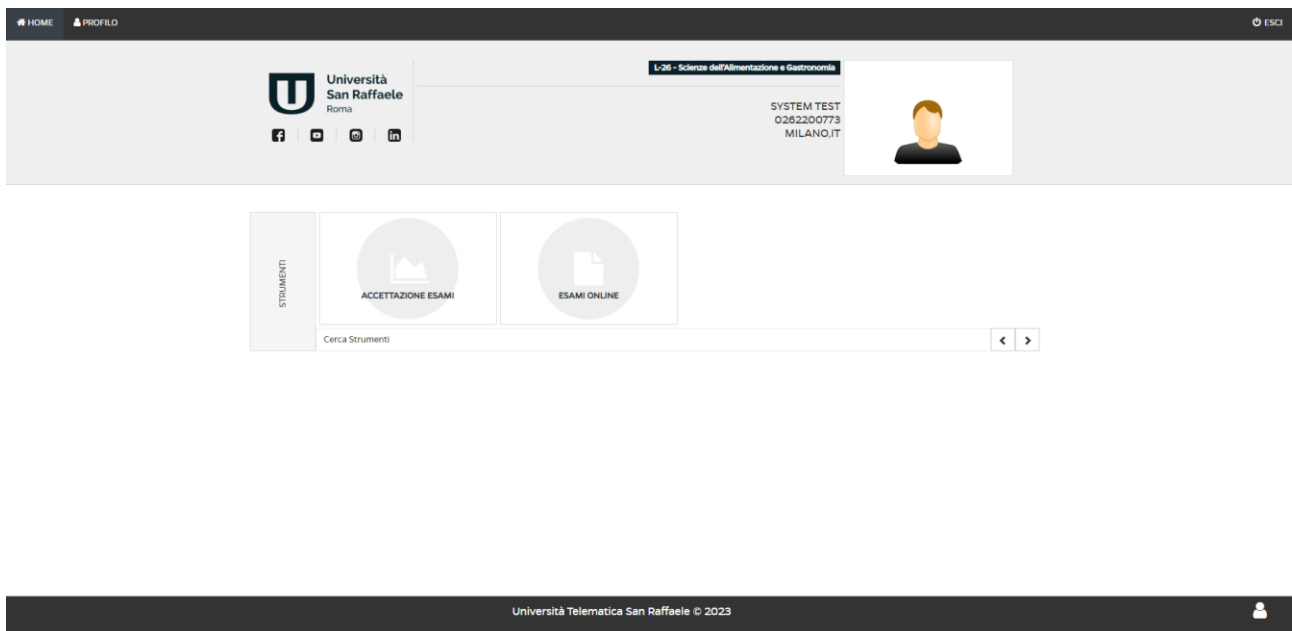 HOME
PROFILO
ESCI
Università
San Raffaele
Roma
L-26 - Scienze dell'Alimentazione e Gastronomia
SYSTEM TEST
0262200773
MILANO,IT
STRUMENTI
ACCETTAZIONE ESAMI
ESAMI ONLINE
Cerca Strumenti
Università Telematica San Raffaele © 2023